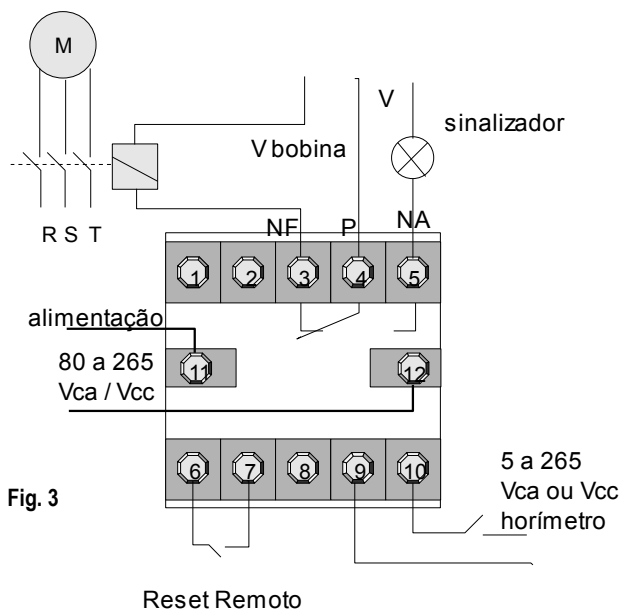 M
V
sinalizador
V bobina
R S T
NF
P
NA
1
2
3
4
5
alimentação
80 a 265
Vca / Vcc
11
12
6
7
8
9
10
5 a 265
Vca ou Vcc
horímetro
Fig. 3
Reset Remoto